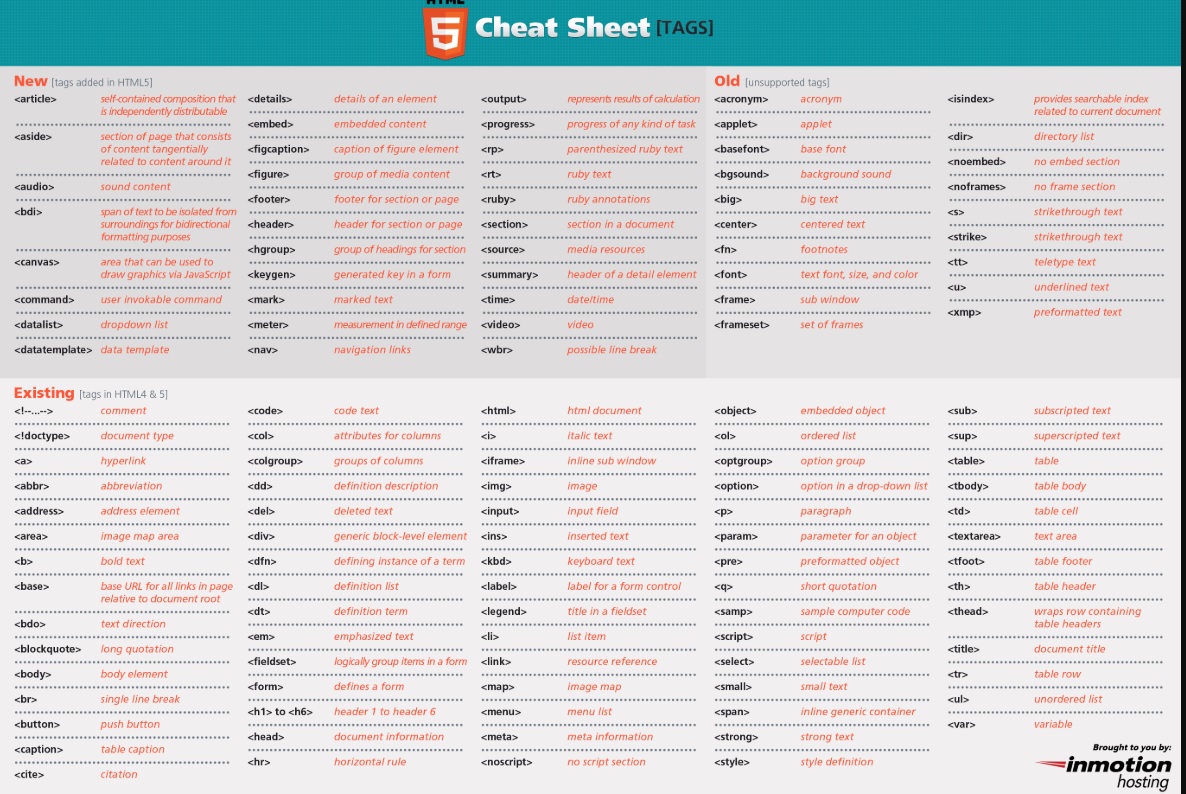 HTML
5
Cheat Sheet [TAGS]
New [tags added in HTML5]
<article> self-contained composition that
is independently distributable
<aside> section of page that consists
of content tangentially
related to content around it
<audio> sound content
<bdi> span of text to be isolated from
surroundings for bidirectional
formatting purposes
<canvas> area that can be used to
draw graphics via JavaScript
<command> user invokable command
<datalist> dropdown list
<datatemplate> data template
<details> details of an element
<embed> embedded content
<figcaption> caption of figure element
<figure> group of media content
<footer> footer for section or page
<header> header for section or page
<hgroup> group of headings for section
<keygen> generated key in a form
<mark> marked text
<meter> measurement in defined range
<nav> navigation links
<output> represents results of calculation
<progress> progress of any kind of task
<rp> parenthesized ruby text
<rt> ruby text
<ruby> ruby annotations
<section> section in a document
<source> media resources
<summary> header of a detail element
<time> date/time
<video> video
<wbr> possible line break
Old [unsupported tags]
<acronym> acronym
<applet> applet
<basefont> base font
<bgsound> background sound
<big> big text
<center> centered text
<fn> footnotes
<font> text font, size, and color
<frame> sub window
<frameset> set of frames
<isindex> provides searchable index
related to current document
<dir> directory list
<noembed> no embed section
<noframes> no frame section
<s> strikethrough text
<strike> strikethrough text
<tt> teletype text
<u> underlined text
<xmp> preformatted text
Existing [tags in HTML4 & 5]
<!--...--> comment
<!doctype> document type
<a> hyperlink
<abbr> abbreviation
<address> address element
<area> image map area
<b> bold text
<base> base URL for all links in page
relative to document root
<bdo> text direction
<blockquote> long quotation
<body> body element
<br> single line break
<button> push button
<caption> table caption
<cite> citation
<code> code text
<col> attributes for columns
<colgroup> groups of columns
<dd> definition description
<del> deleted text
<div> generic block-level element
<dfn> defining instance of a term
<dl> definition list
<dt> definition term
<em> emphasized text
<fieldset> logically group items in a form
<form> defines a form
<h1> to <h6> header 1 to header 6
<head> document information
<hr> horizontal rule
<html> html document
<i> italic text
<iframe> inline sub window
<img> image
<input> input field
<ins> inserted text
<kbd> keyboard text
<label> label for a form control
<legend> title in a fieldset
<li> list item
<link> resource reference
<map> image map
<menu> menu list
<meta> meta information
<noscript> no script section
<object> embedded object
<ol> ordered list
<optgroup> option group
<option> option in a drop-down list
<p> paragraph
<param> parameter for an object
<pre> preformatted object
<q> short quotation
<samp> sample computer code
<script> script
<select> selectable list
<small> small text
<span> inline generic container
<strong> strong text
<style> style definition
<sub> subscripted text
<sup> superscripted text
<table> table
<tbody> table body
<td> table cell
<textarea> text area
<tfoot> table footer
<th> table header
<thead> wraps row containing
table headers
<title> document title
<tr> table row
<ul> unordered list
<var> variable
Brought to you by:
inmotion
hosting